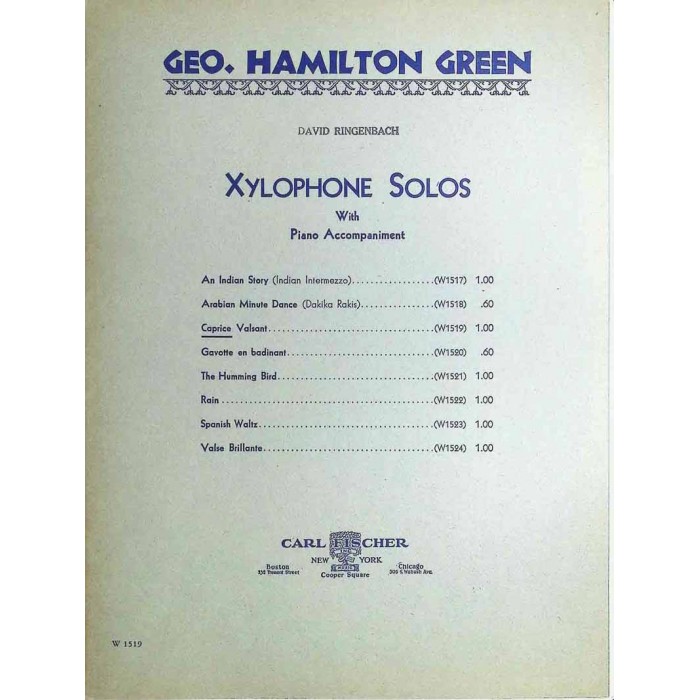 GEO. HAMILTON GREEN
DAVID RINGENBACH
XYLOPHONE SOLOS
With
Piano Accompaniment
An Indian Story (Indian Intermezzo)..................(W1517) 1.00
Arabian Minute Dance (Dakika Rakis)................(W1518) .60
Caprice Valsant.....................................(W1519) 1.00
Gavotte en badinant................................(W1520) .60
The Humming Bird..................................(W1521) 1.00
Rain..............................................(W1522) 1.00
Spanish Waltz......................................(W1523) 1.00
Valse Brillante......................................(W1524) 1.00
CARL FISCHER
INC
NEW YORK
Boston Chicago
Cooper Square
W 1519